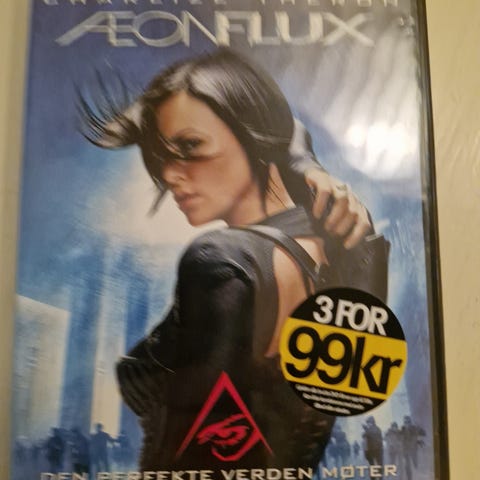 CHARLIZE THERON
ÆONFLUX
3 FOR
99kr
DEN PERFEKTE VERDEN MØTER